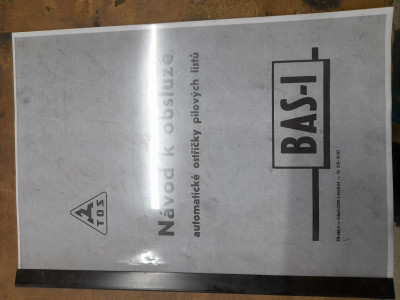 TOS
Návod k obsluze
automatické ostřičky pilových listů
BAS-I